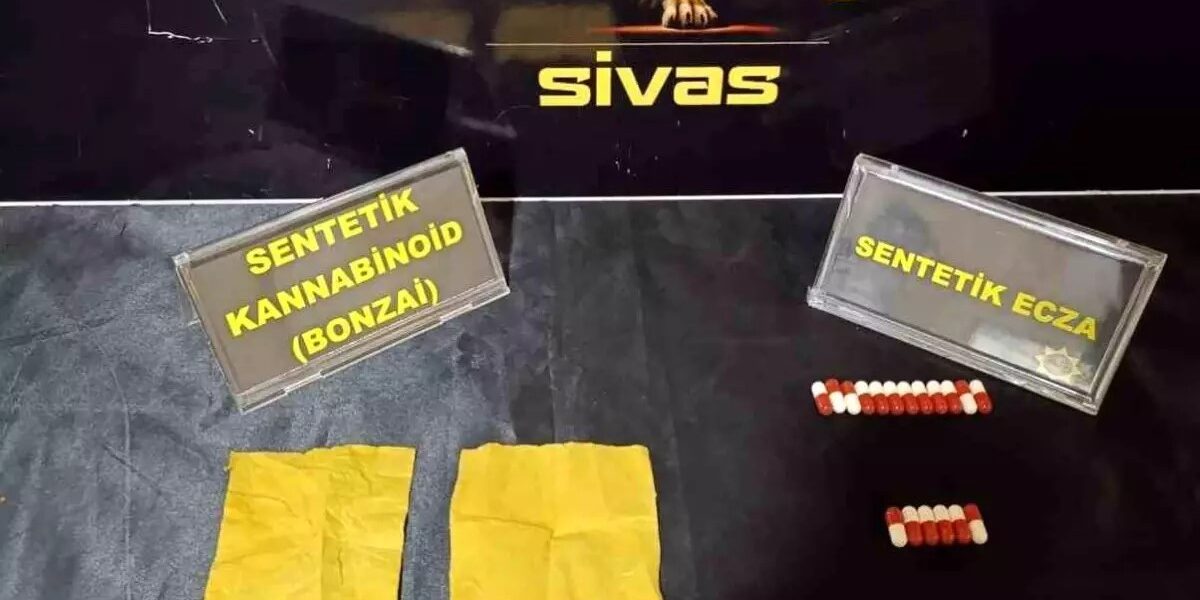 sivas
SENTETİK
KANNABİNOİD
(BONZAİ)
SENTETİK ECZA